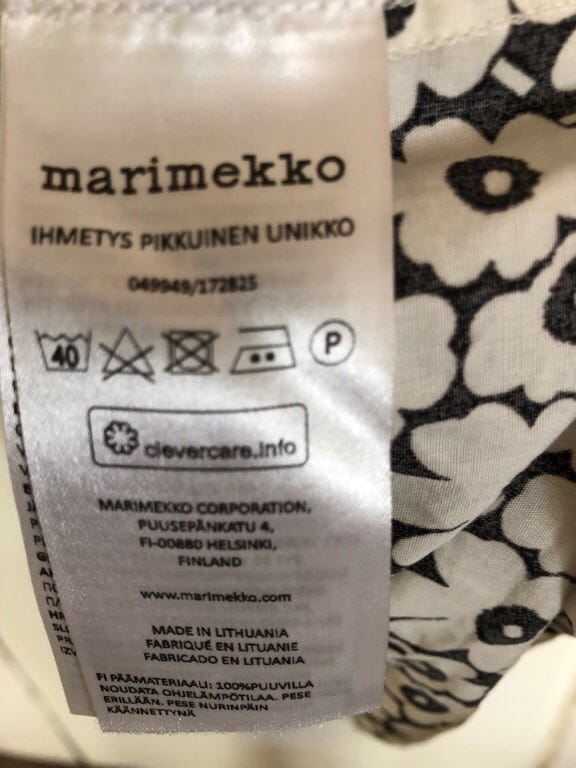 marimekko
IHMETYS PIKKUINEN UNIKKO
049949/172825
40
P
clevercare.info
MARIMEKKO CORPORATION,
PUUSEPÄNKATU 4,
FI-00880 HELSINKI,
FINLAND
www.marimekko.com
MADE IN LITHUANIA
FABRIQUÉ EN LITUANIE
FABRICADO EN LITUANIA
FI PÄÄMATERIAALI: 100%PUUVILLA
NOUDATA OHJELÄMPÖTILAA. PESE
ERILLÄÄN. PESE NURINPÄIN
KÄÄNNETTYNÄ